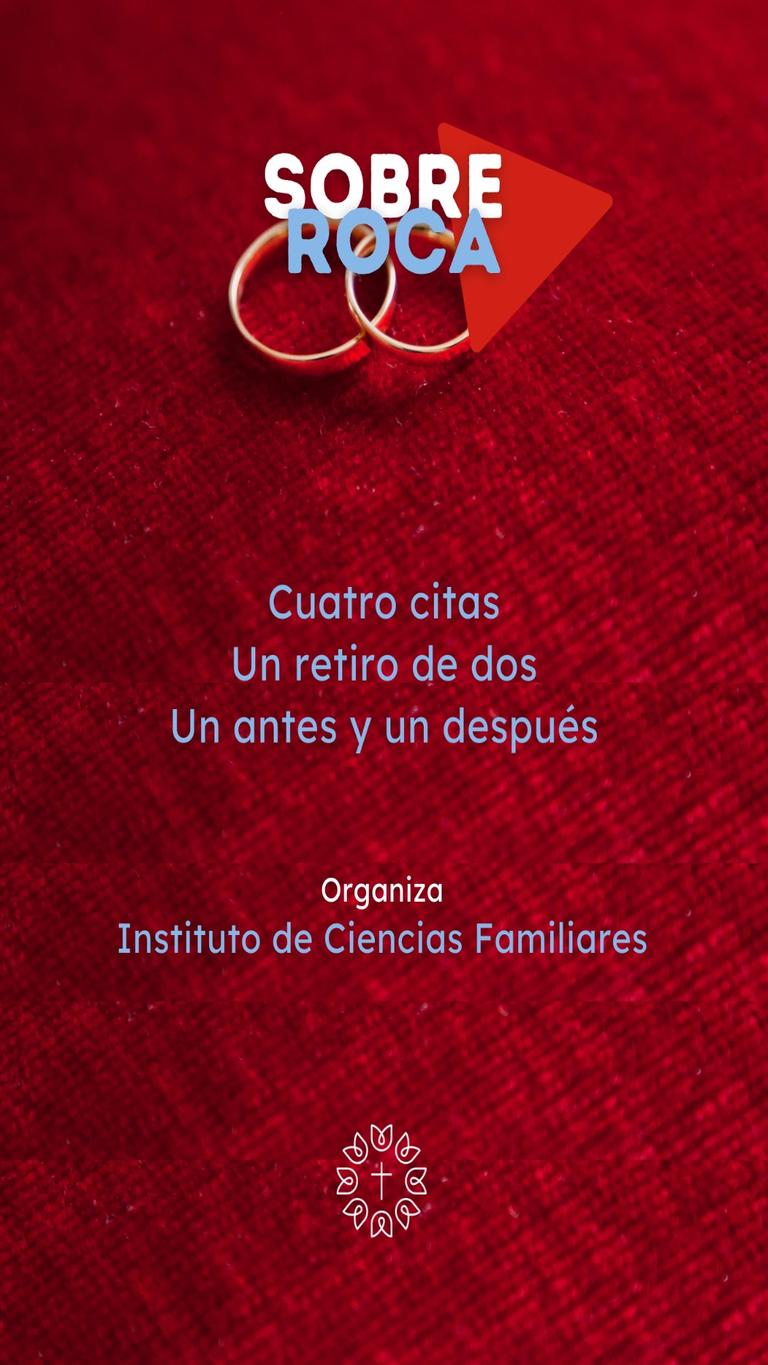 SOBRE
ROCA
Cuatro citas
Un retiro de dos
Un antes y un después
Organiza
Instituto de Ciencias Familiares